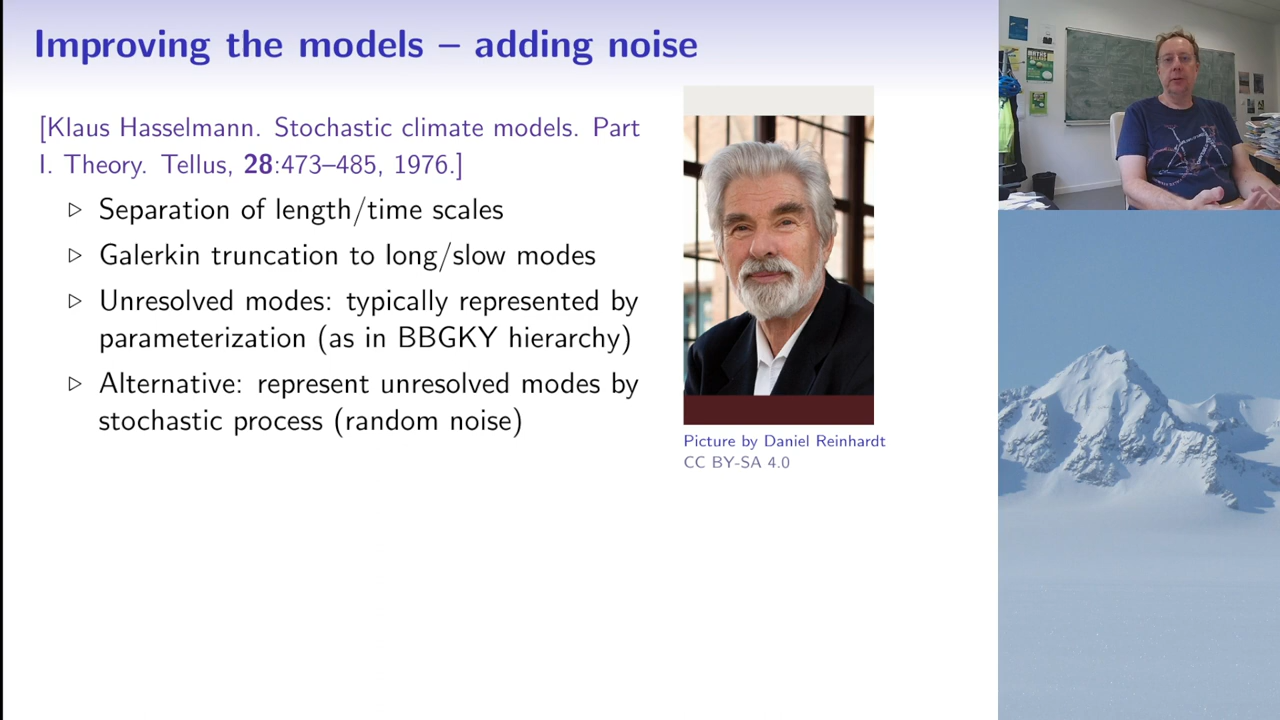 Improving the models – adding noise
[Klaus Hasselmann. Stochastic climate models. Part
I. Theory. Tellus, 28:473–485, 1976.]
▷ Separation of length/time scales
▷ Galerkin truncation to long/slow modes
▷ Unresolved modes: typically represented by
parameterization (as in BBGKY hierarchy)
▷ Alternative: represent unresolved modes by
stochastic process (random noise)
Picture by Daniel Reinhardt
CC BY-SA 4.0